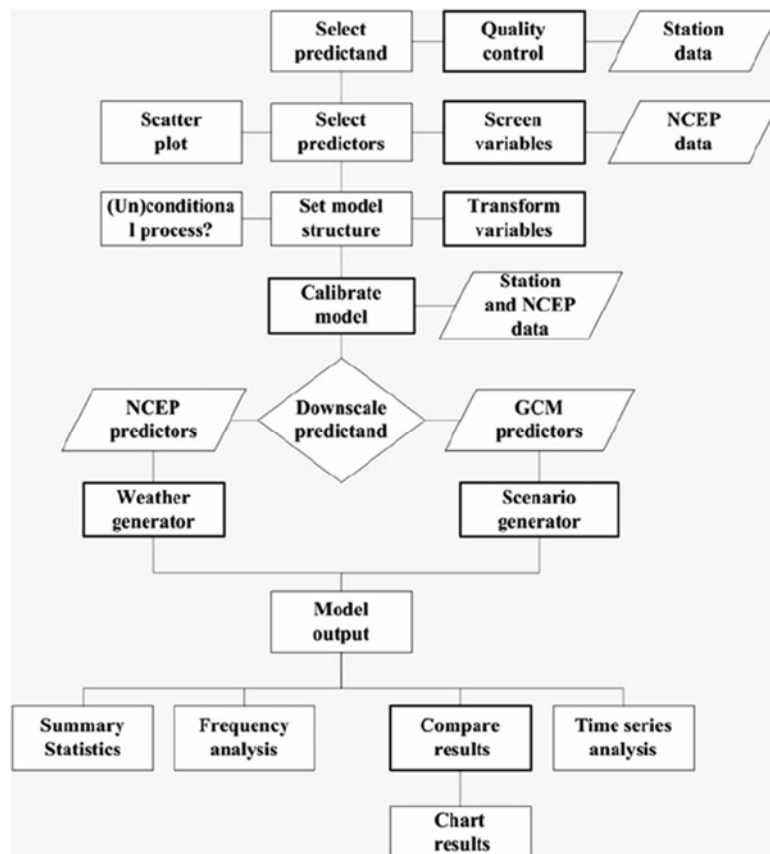 Select
predictand
Quality
control
Station
data
Scatter
plot
Select
predictors
Screen
variables
NCEP
data
(Un)conditiona
l process?
Set model
structure
Transform
variables
Calibrate
model
Station
and NCEP
data
NCEP
predictors
Downscale
predictand
GCM
predictors
Weather
generator
Scenario
generator
Model
output
Summary
Statistics
Frequency
analysis
Compare
results
Time series
analysis
Chart
results